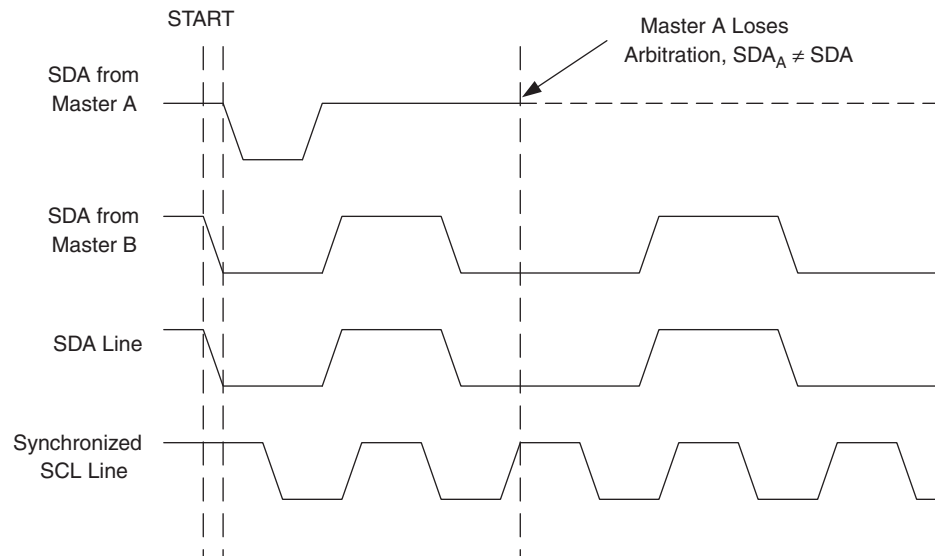 START
Master A Loses
Arbitration, SDA_A ≠ SDA
SDA from
Master A
SDA from
Master B
SDA Line
Synchronized
SCL Line